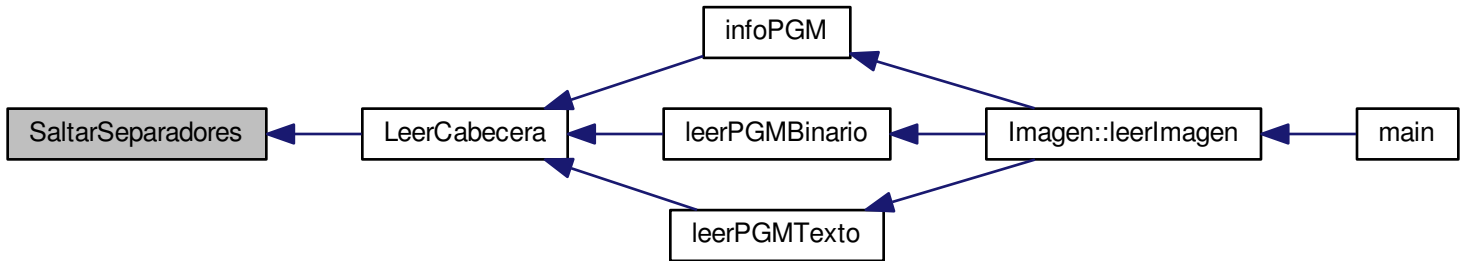 infoPGM
SaltarSeparadores
LeerCabecera
leerPGMBinario
Imagen::leerImagen
main
leerPGMTexto